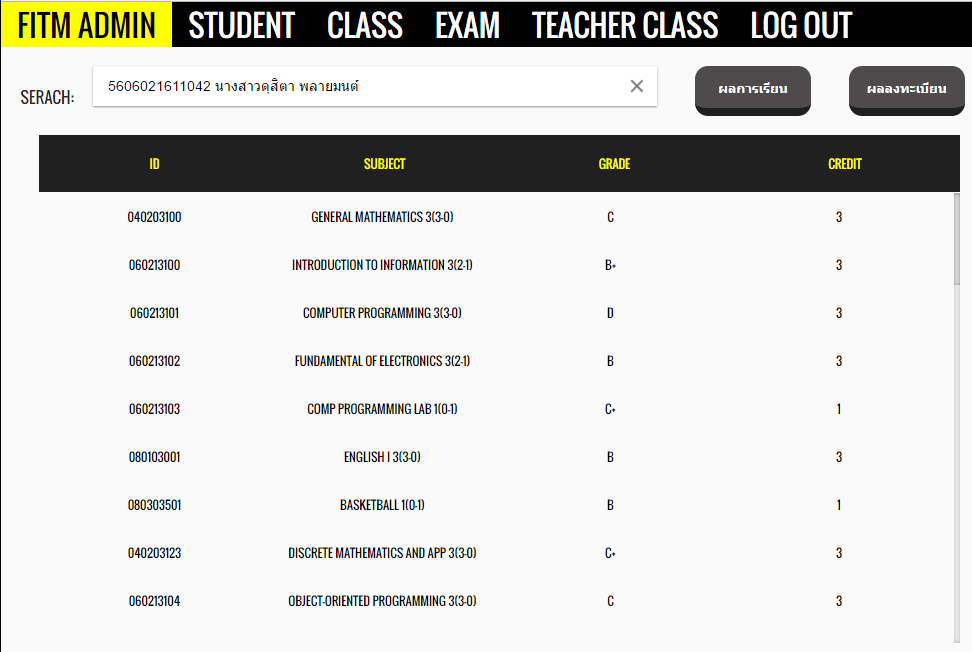 FITM ADMIN STUDENT CLASS EXAM TEACHER CLASS LOG OUT
SERACH: 5606021611042 นางสาวดุสิตา พลายมนต์ ผลการเรียน ผลลงทะเบียน
ID SUBJECT GRADE CREDIT
040203100 GENERAL MATHEMATICS 3(3-0) C 3
060213100 INTRODUCTION TO INFORMATION 3(2-1) B+ 3
060213101 COMPUTER PROGRAMMING 3(3-0) D 3
060213102 FUNDAMENTAL OF ELECTRONICS 3(2-1) B 3
060213103 COMP PROGRAMMING LAB 1(0-1) C+ 1
080103001 ENGLISH I 3(3-0) B 3
080303501 BASKETBALL 1(0-1) B 1
040203123 DISCRETE MATHEMATICS AND APP 3(3-0) C+ 3
060213104 OBJECT-ORIENTED PROGRAMMING 3(3-0) C 3